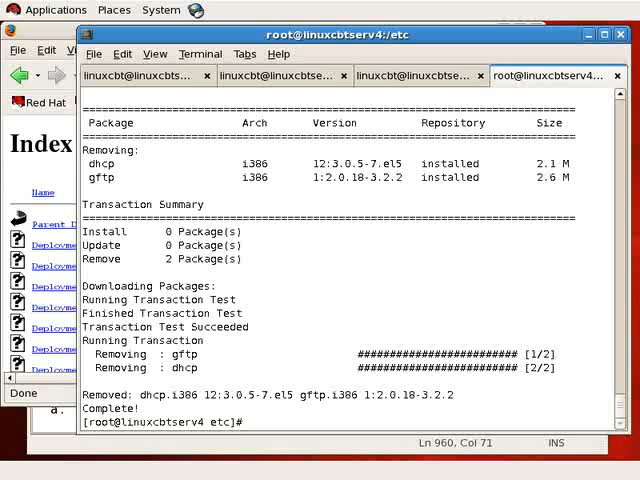 Applications Places System
root@linuxcbtserv4:/etc
File Edit
File Edit View Terminal Tabs Help
linuxcbt@linuxcbts... linuxcbt@linuxcbtse... linuxcbt@linuxcbtse... root@linuxcbtserv4...
Red Hat
Index
Name
Parent D
Deployme
Deployme
Deployme
Deployme
Deployme
Deployme
Deployme
Done
a.
================================================================================
Package Arch Version Repository Size
================================================================================
Removing:
dhcp i386 12:3.0.5-7.el5 installed 2.1 M
gftp i386 1:2.0.18-3.2.2 installed 2.6 M
Transaction Summary
================================================================================
Install 0 Package(s)
Update 0 Package(s)
Remove 2 Package(s)
Downloading Packages:
Running Transaction Test
Finished Transaction Test
Transaction Test Succeeded
Running Transaction
Removing : gftp ######################### [1/2]
Removing : dhcp ######################### [2/2]
Removed: dhcp.i386 12:3.0.5-7.el5 gftp.i386 1:2.0.18-3.2.2
Complete!
[root@linuxcbtserv4 etc]#
Ln 960, Col 71 INS